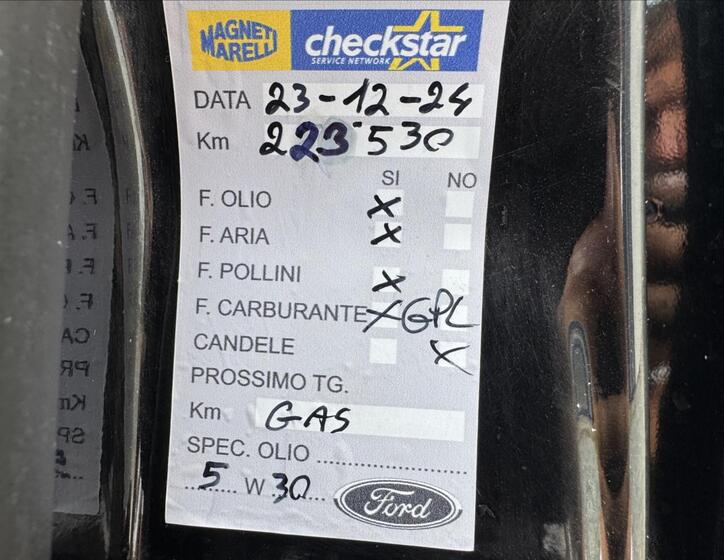 MAGNETI MARELLI checkstar
SERVICE NETWORK
DATA 23-12-24
Km 223530
SI NO
F. OLIO X
F. ARIA X
F. POLLINI X
F. CARBURANTE X GPL
CANDELE X
PROSSIMO TG.
Km GAS
SPEC. OLIO ....................
5 W 30 Ford